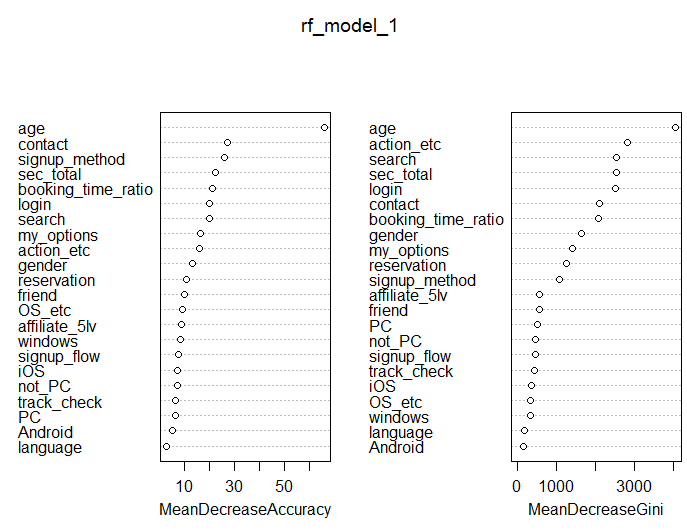 rf_model_1
age
contact
signup_method
sec_total
booking_time_ratio
login
search
my_options
action_etc
gender
reservation
friend
OS_etc
affiliate_5lv
windows
signup_flow
iOS
not_PC
track_check
PC
Android
language
10 30 50
MeanDecreaseAccuracy
age
action_etc
search
sec_total
login
contact
booking_time_ratio
gender
my_options
reservation
signup_method
affiliate_5lv
friend
PC
not_PC
signup_flow
track_check
iOS
OS_etc
windows
language
Android
0 1000 3000
MeanDecreaseGini